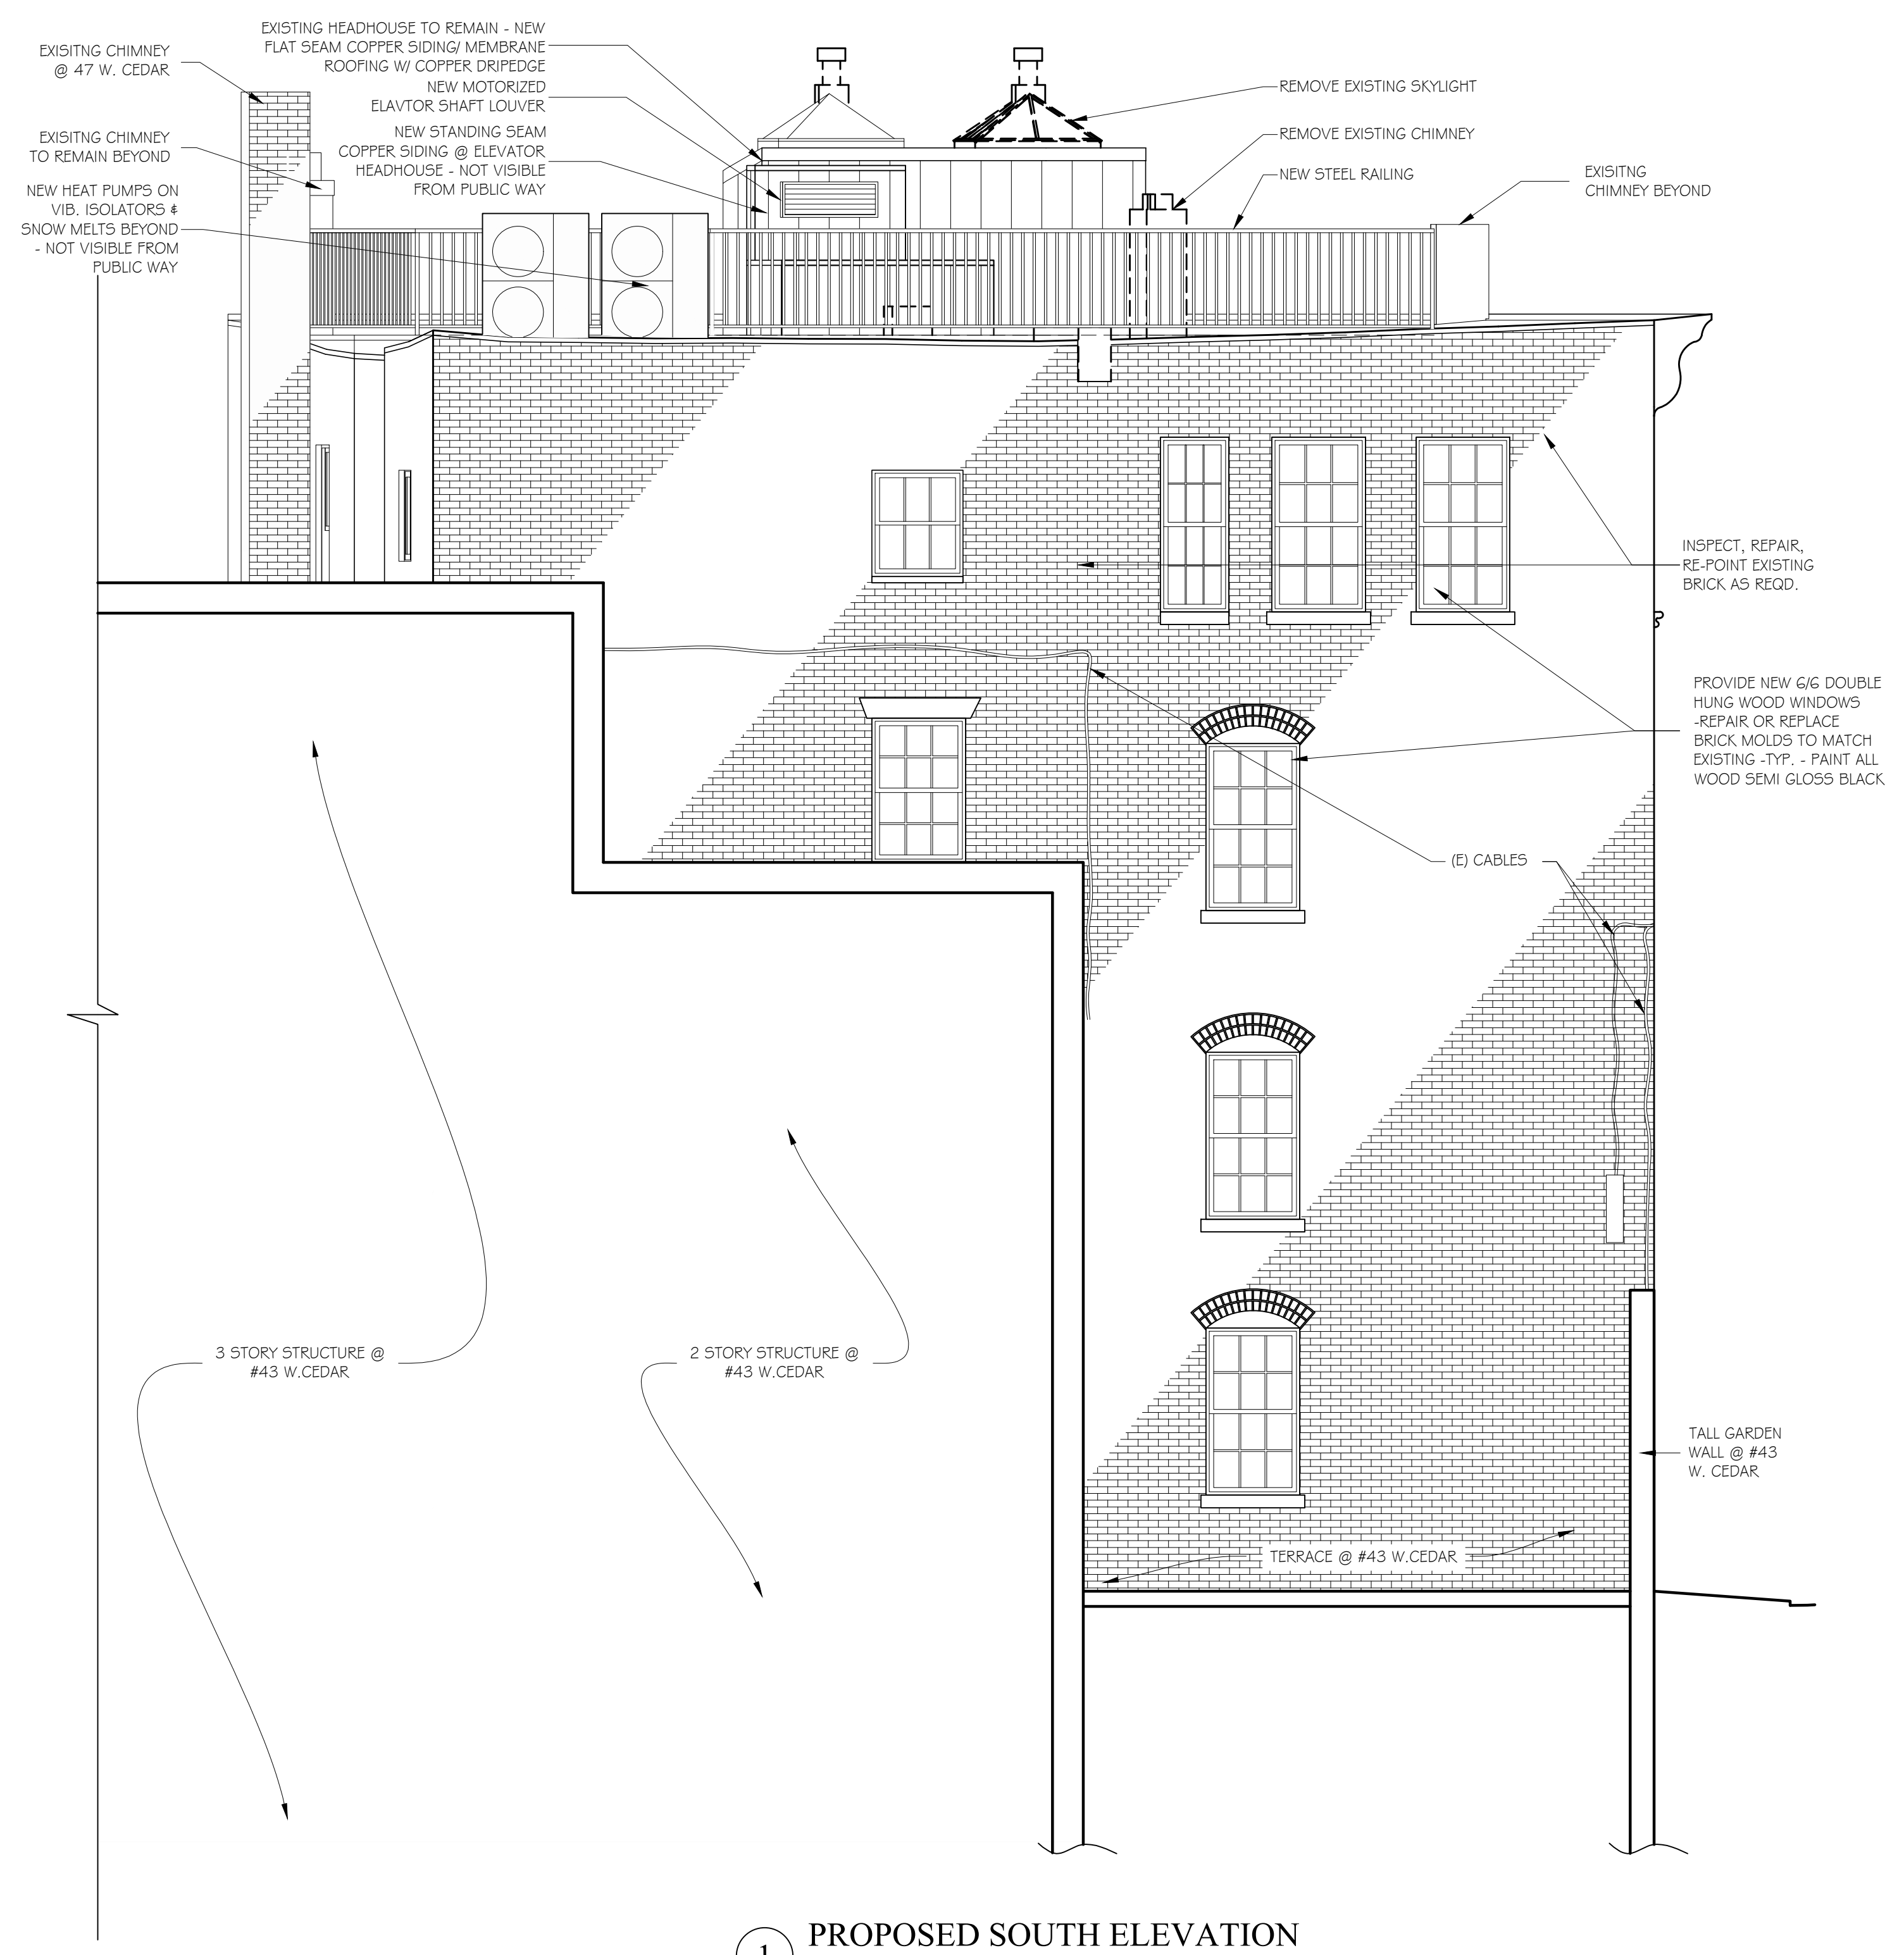 EXISITNG CHIMNEY
@ 47 W. CEDAR
EXISTING HEADHOUSE TO REMAIN - NEW
FLAT SEAM COPPER SIDING/ MEMBRANE
ROOFING W/ COPPER DRIPEDGE
NEW MOTORIZED
ELAVTOR SHAFT LOUVER
NEW STANDING SEAM
COPPER SIDING @ ELEVATOR
HEADHOUSE - NOT VISIBLE
FROM PUBLIC WAY
EXISITNG CHIMNEY
TO REMAIN BEYOND
NEW HEAT PUMPS ON
VIB. ISOLATORS &
SNOW MELTS BEYOND
- NOT VISIBLE FROM
PUBLIC WAY
REMOVE EXISTING SKYLIGHT
REMOVE EXISTING CHIMNEY
NEW STEEL RAILING
EXISITNG
CHIMNEY BEYOND
INSPECT, REPAIR,
RE-POINT EXISTING
BRICK AS REQD.
PROVIDE NEW 6/6 DOUBLE
HUNG WOOD WINDOWS
-REPAIR OR REPLACE
BRICK MOLDS TO MATCH
EXISTING -TYP. - PAINT ALL
WOOD SEMI GLOSS BLACK
(E) CABLES
3 STORY STRUCTURE @
#43 W.CEDAR
2 STORY STRUCTURE @
#43 W.CEDAR
TALL GARDEN
WALL @ #43
W. CEDAR
TERRACE @ #43 W.CEDAR
1
PROPOSED SOUTH ELEVATION